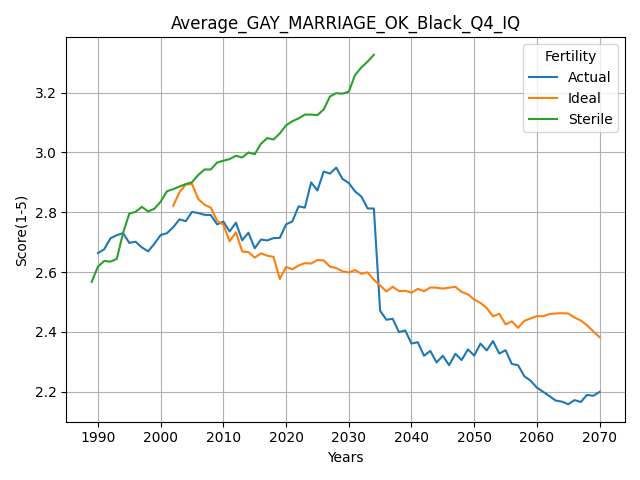 Average_GAY_MARRIAGE_OK_Black_Q4_IQ
Fertility
Actual
Ideal
Sterile
Score(1-5)
3.2
3.0
2.8
2.6
2.4
2.2
1990 2000 2010 2020 2030 2040 2050 2060 2070
Years